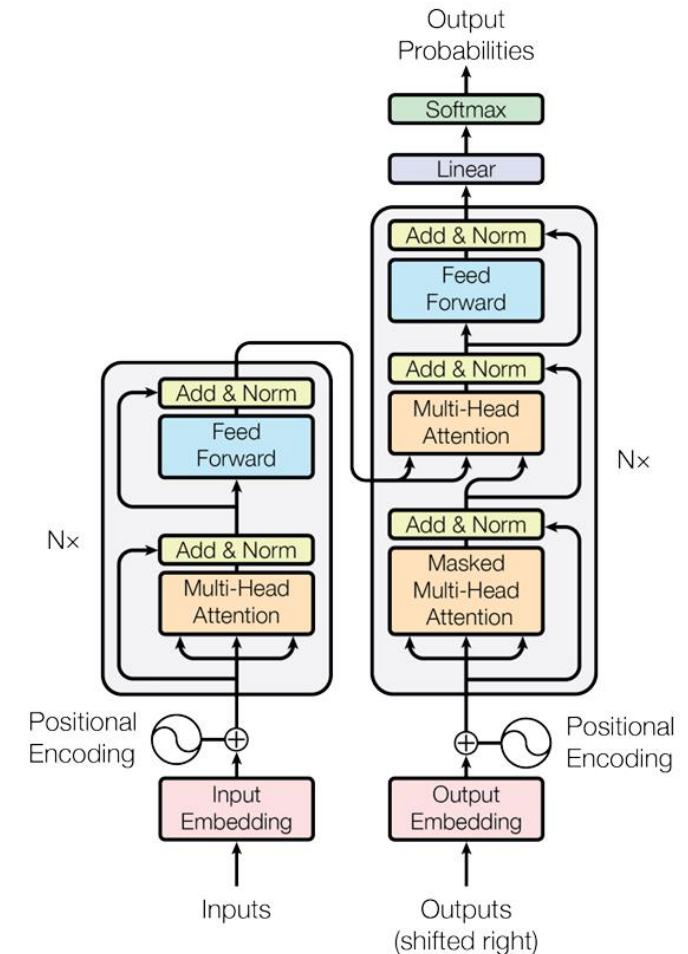 Output
Probabilities
Softmax
Linear
Add & Norm
Feed
Forward
Add & Norm
Multi-Head
Attention
Add & Norm
Masked
Multi-Head
Attention
N×
Add & Norm
Feed
Forward
Add & Norm
Multi-Head
Attention
N×
Positional
Encoding
Positional
Encoding
Input
Embedding
Output
Embedding
Inputs
Outputs
(shifted right)